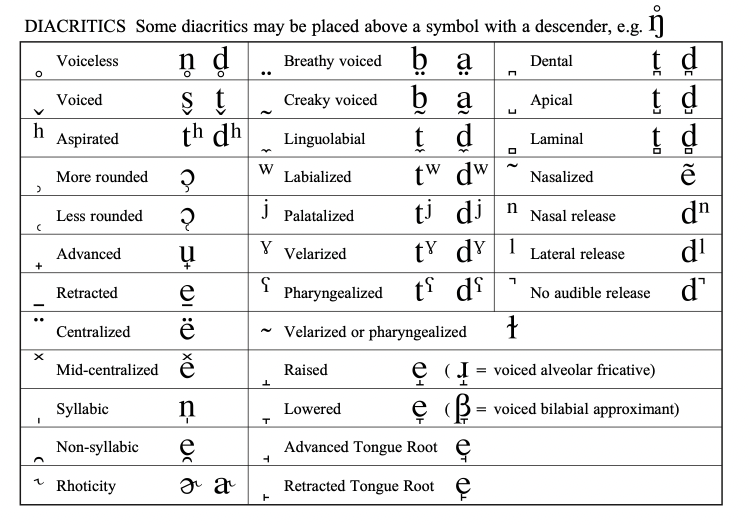 DIACRITICS Some diacritics may be placed above a symbol with a descender, e.g. ŋ̊
̥ Voiceless n̥ d̥ ̤ Breathy voiced b̤ a̤ ̪ Dental t̪ d̪
̬ Voiced s̬ t̬ ̰ Creaky voiced b̰ a̰ ̺ Apical t̺ d̺
ʰ Aspirated tʰ dʰ ̼ Linguolabial t̼ d̼ ̻ Laminal t̻ d̻
̹ More rounded ɔ̹ ʷ Labialized tʷ dʷ ̃ Nasalized ẽ
̜ Less rounded ɔ̜ ʲ Palatalized tʲ dʲ ⁿ Nasal release dⁿ
̟ Advanced u̟ ˠ Velarized tˠ dˠ ˡ Lateral release dˡ
̠ Retracted e̠ ˤ Pharyngealized tˤ dˤ ̚ No audible release d̚
̈ Centralized ë ̴ Velarized or pharyngealized ɫ
̽ Mid-centralized e̽ ̝ Raised e̝ ( ɹ̝ = voiced alveolar fricative)
̩ Syllabic n̩ ̞ Lowered e̞ ( β̞ = voiced bilabial approximant)
̯ Non-syllabic e̯ ̘ Advanced Tongue Root e̘
˞ Rhoticity ɚ a˞ ̙ Retracted Tongue Root e̙